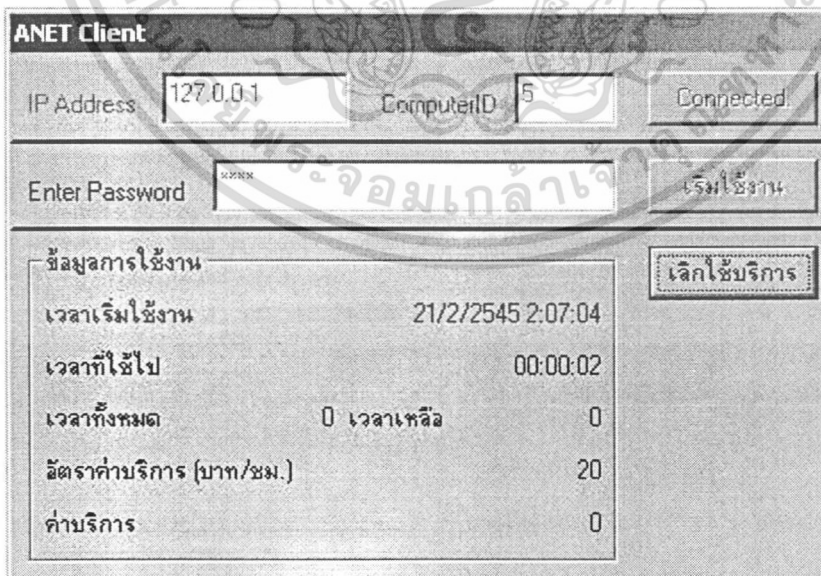 ANET Client
IP Address 127.0.0.1 ComputerID 5 Connected
Enter Password xxxx เริ่มใช้งาน
ข้อมูลการใช้งาน เลิกใช้บริการ
เวลาเริ่มใช้งาน 21/2/2545 2:07:04
เวลาที่ใช้ไป 00:00:02
เวลาทั้งหมด 0 เวลาเหลือ 0
อัตราค่าบริการ (บาท/ชม.) 20
ค่าบริการ 0